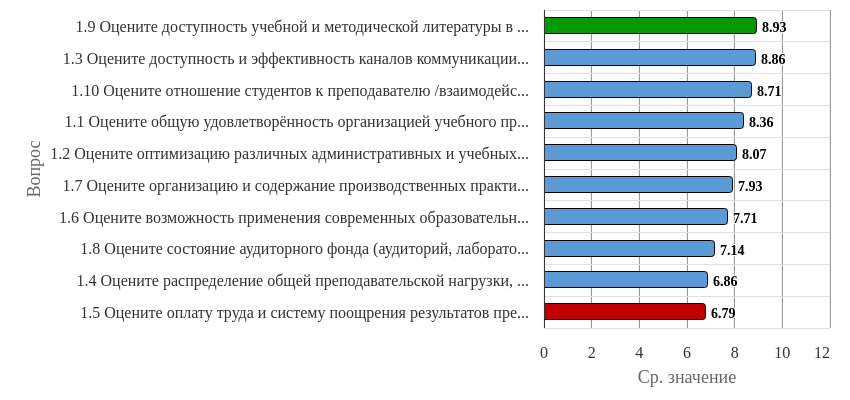 1.9 Оцените доступность учебной и методической литературы в ... 8.93
1.3 Оцените доступность и эффективность каналов коммуникации... 8.86
1.10 Оцените отношение студентов к преподавателю /взаимодейс... 8.71
1.1 Оцените общую удовлетворённость организацией учебного пр... 8.36
1.2 Оцените оптимизацию различных административных и учебных... 8.07
1.7 Оцените организацию и содержание производственных практи... 7.93
1.6 Оцените возможность применения современных образовательн... 7.71
1.8 Оцените состояние аудиторного фонда (аудиторий, лаборато... 7.14
1.4 Оцените распределение общей преподавательской нагрузки, ... 6.86
1.5 Оцените оплату труда и систему поощрения результатов пре... 6.79
Вопрос
0 2 4 6 8 10 12
Ср. значение